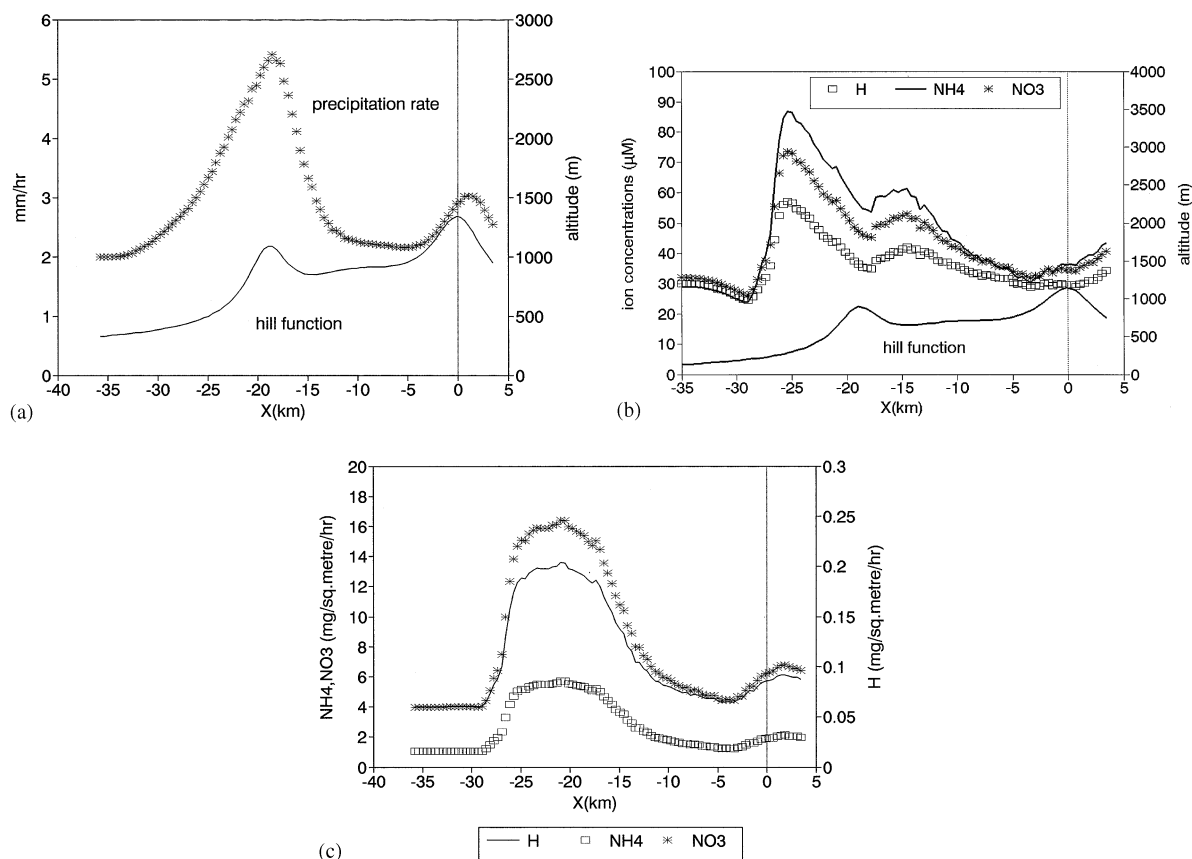 6
5
4
3
2
1
0
mm/hr
3000
2500
2000
1500
1000
500
0
altitude (m)
precipitation rate
hill function
-40 -35 -30 -25 -20 -15 -10 -5 0 5
X(km)
(a)
100
90
80
70
60
50
40
30
20
10
0
ion concentrations (μM)
H NH4 NO3
4000
3500
3000
2500
2000
1500
1000
500
0
altitude (m)
hill function
-35 -30 -25 -20 -15 -10 -5 0 5
X(km)
(b)
20
18
16
14
12
10
8
6
4
2
0
NH4,NO3 (mg/sq.metre/hr)
0.3
0.25
0.2
0.15
0.1
0.05
0
H (mg/sq.metre/hr)
-40 -35 -30 -25 -20 -15 -10 -5 0 5
X(km)
(c)
H NH4 NO3